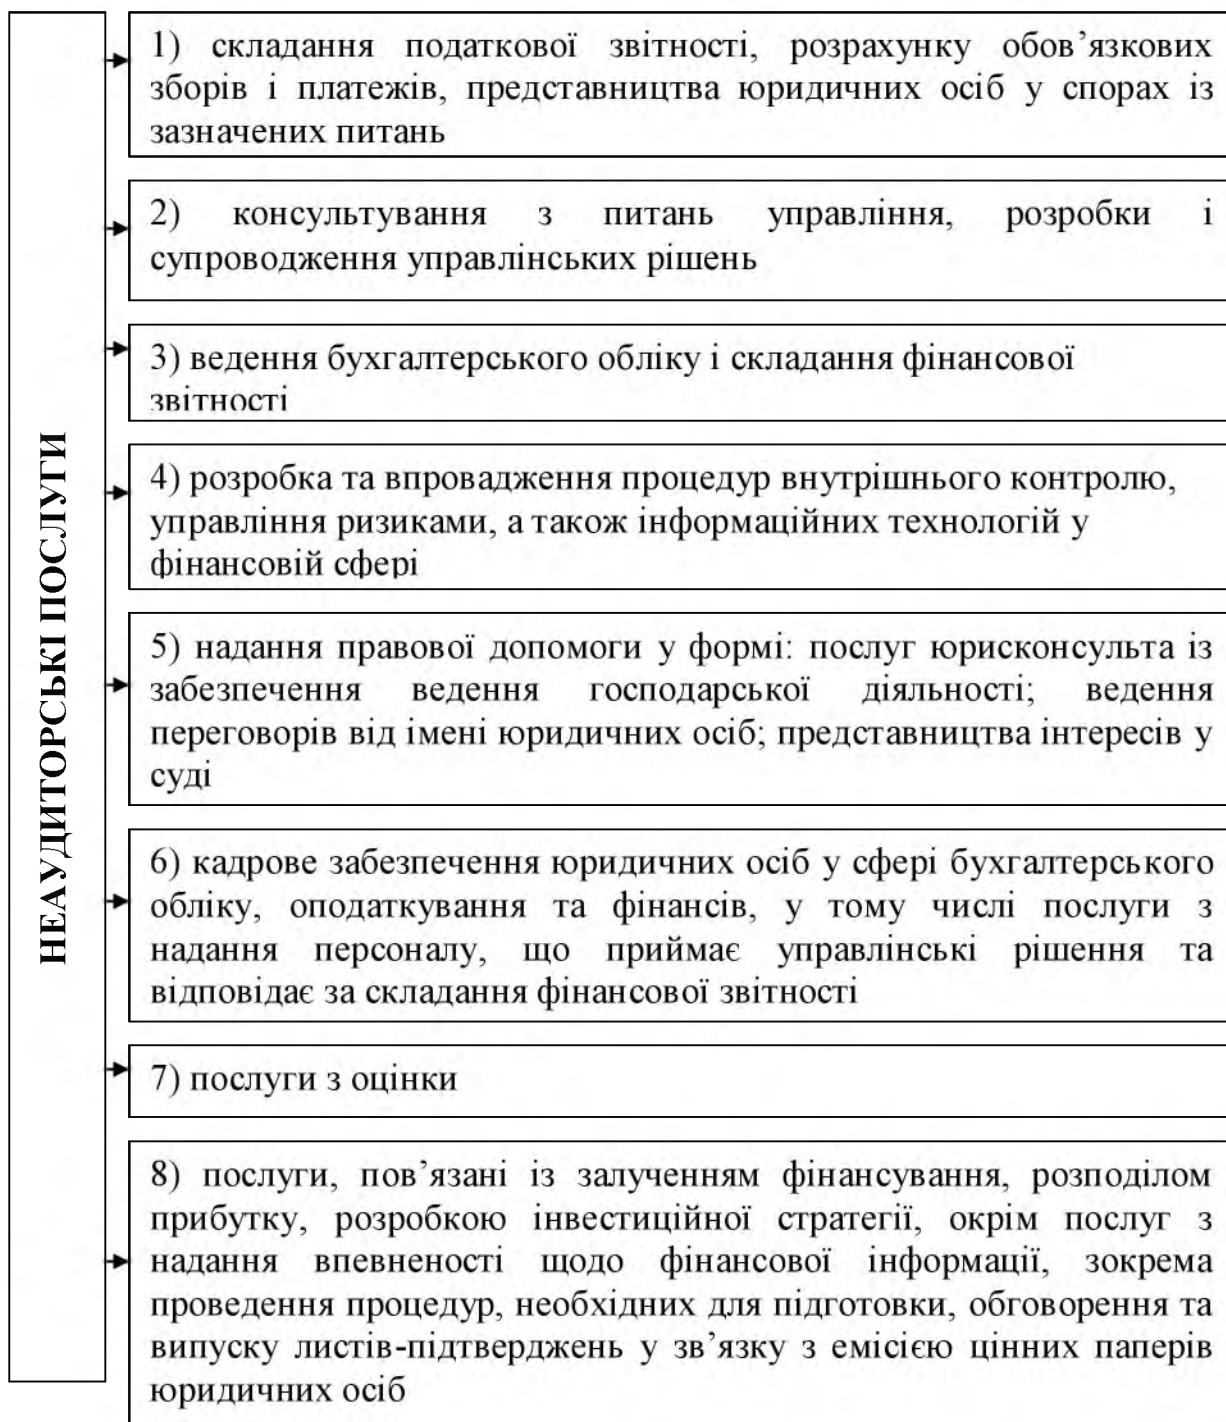 НЕАУДИТОРСЬКІ ПОСЛУГИ
1) складання податкової звітності, розрахунку обов’язкових
зборів і платежів, представництва юридичних осіб у спорах із
зазначених питань
2) консультування з питань управління, розробки і
супроводження управлінських рішень
3) ведення бухгалтерського обліку і складання фінансової
звітності
4) розробка та впровадження процедур внутрішнього контролю,
управління ризиками, а також інформаційних технологій у
фінансовій сфері
5) надання правової допомоги у формі: послуг юрисконсульта із
забезпечення ведення господарської діяльності; ведення
переговорів від імені юридичних осіб; представництва інтересів у
суді
6) кадрове забезпечення юридичних осіб у сфері бухгалтерського
обліку, оподаткування та фінансів, у тому числі послуги з
надання персоналу, що приймає управлінські рішення та
відповідає за складання фінансової звітності
7) послуги з оцінки
8) послуги, пов’язані із залученням фінансування, розподілом
прибутку, розробкою інвестиційної стратегії, окрім послуг з
надання впевненості щодо фінансової інформації, зокрема
проведення процедур, необхідних для підготовки, обговорення та
випуску листів-підтверджень у зв’язку з емісією цінних паперів
юридичних осіб